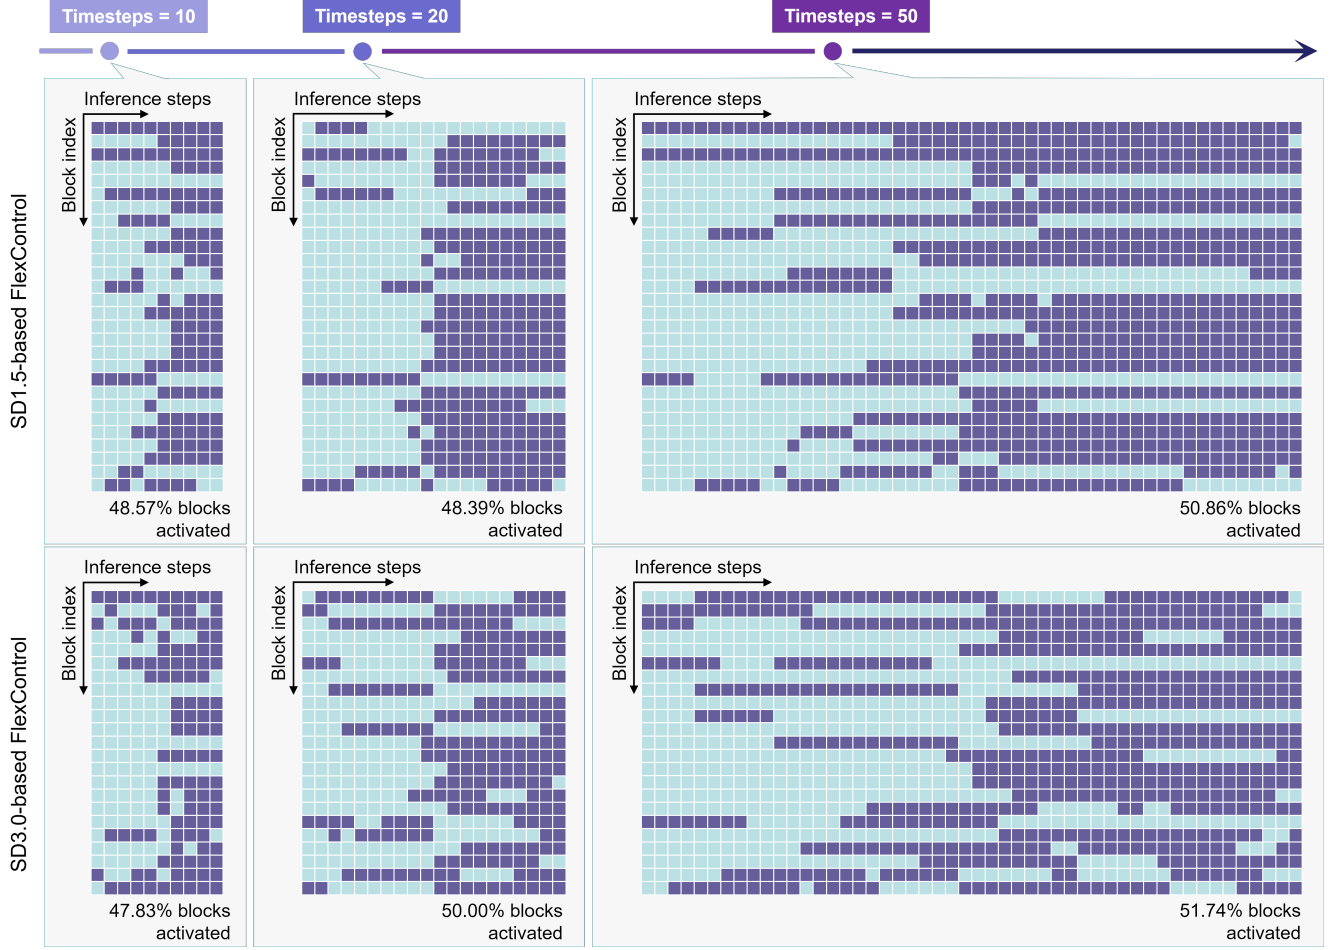 Timesteps = 10
Timesteps = 20
Timesteps = 50
SD1.5-based FlexControl
Inference steps
Block index
48.57% blocks
activated
Inference steps
Block index
48.39% blocks
activated
Inference steps
Block index
50.86% blocks
activated
SD3.0-based FlexControl
Inference steps
Block index
47.83% blocks
activated
Inference steps
Block index
50.00% blocks
activated
Inference steps
Block index
51.74% blocks
activated